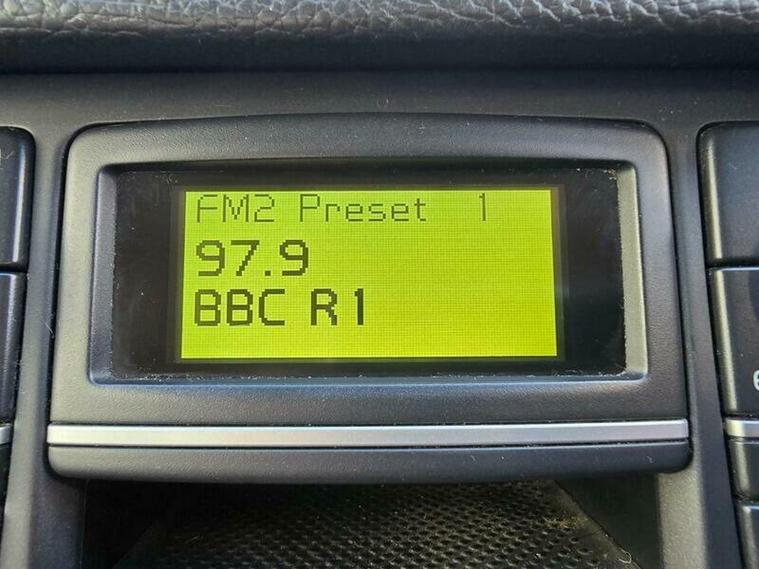 FM2 Preset 1
97.9
BBC R1